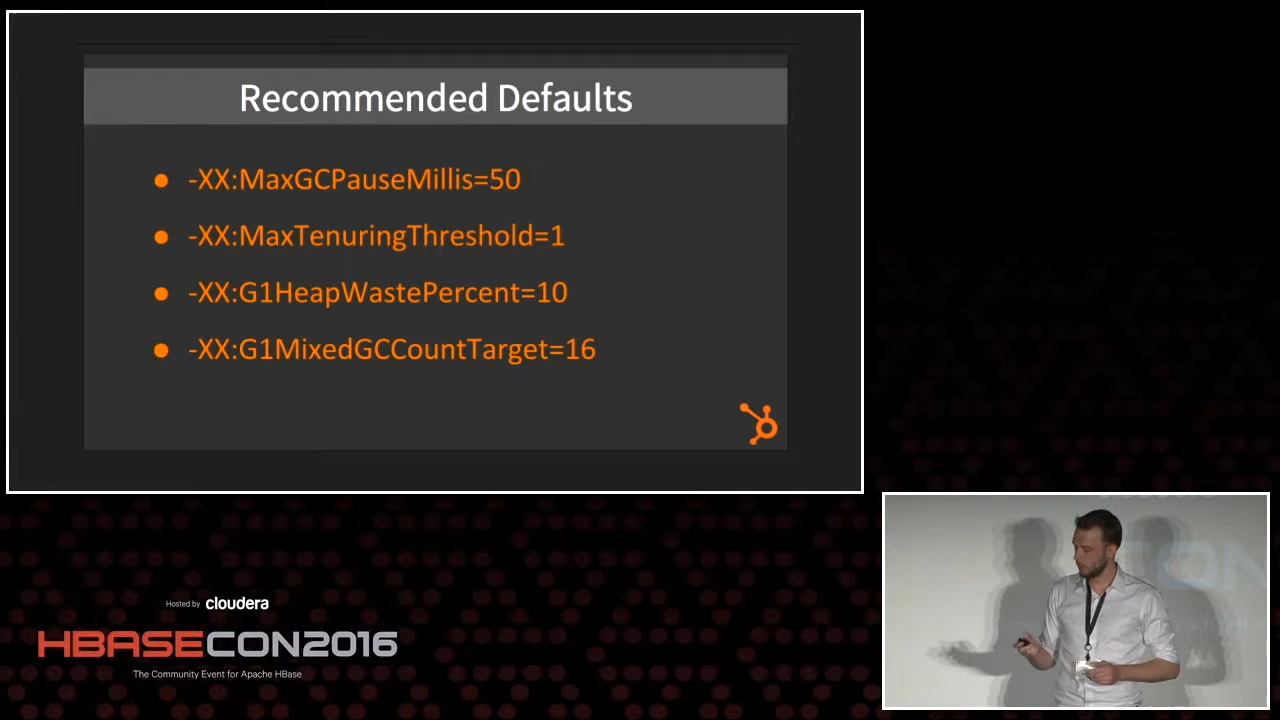 Recommended Defaults
-XX:MaxGCPauseMillis=50
-XX:MaxTenuringThreshold=1
-XX:G1HeapWastePercent=10
-XX:G1MixedGCCountTarget=16
Hosted by cloudera
HBASECON2016
The Community Event for Apache HBase